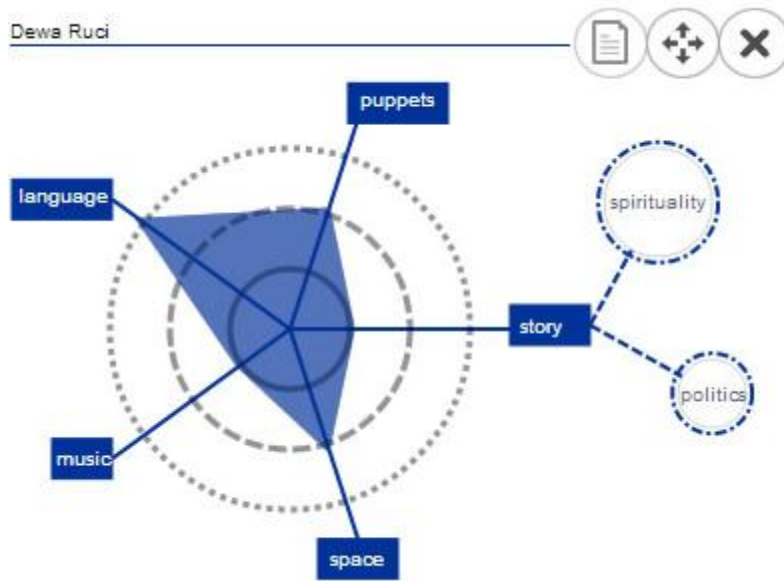 Dewa Ruci
puppets
language
spirituality
story
politics
music
space